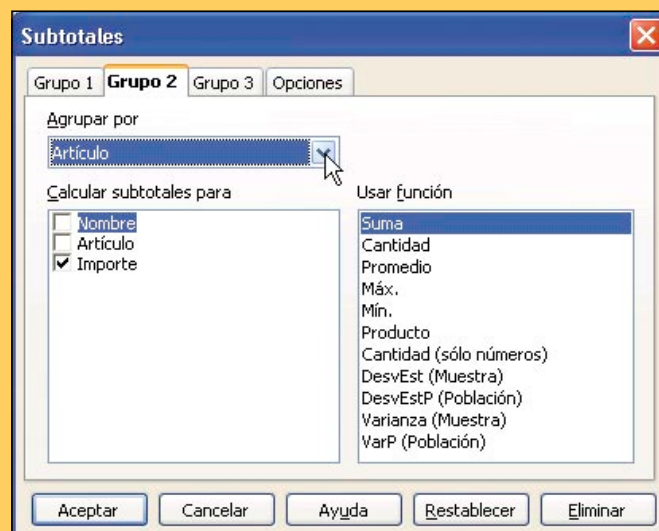 Subtotales
Grupo 1 Grupo 2 Grupo 3 Opciones
Agrupar por
Artículo
Calcular subtotales para
Nombre
Artículo
Importe
Usar función
Suma
Cantidad
Promedio
Máx.
Mín.
Producto
Cantidad (sólo números)
DesvEst (Muestra)
DesvEstP (Población)
Varianza (Muestra)
VarP (Población)
Aceptar Cancelar Ayuda Restablecer Eliminar